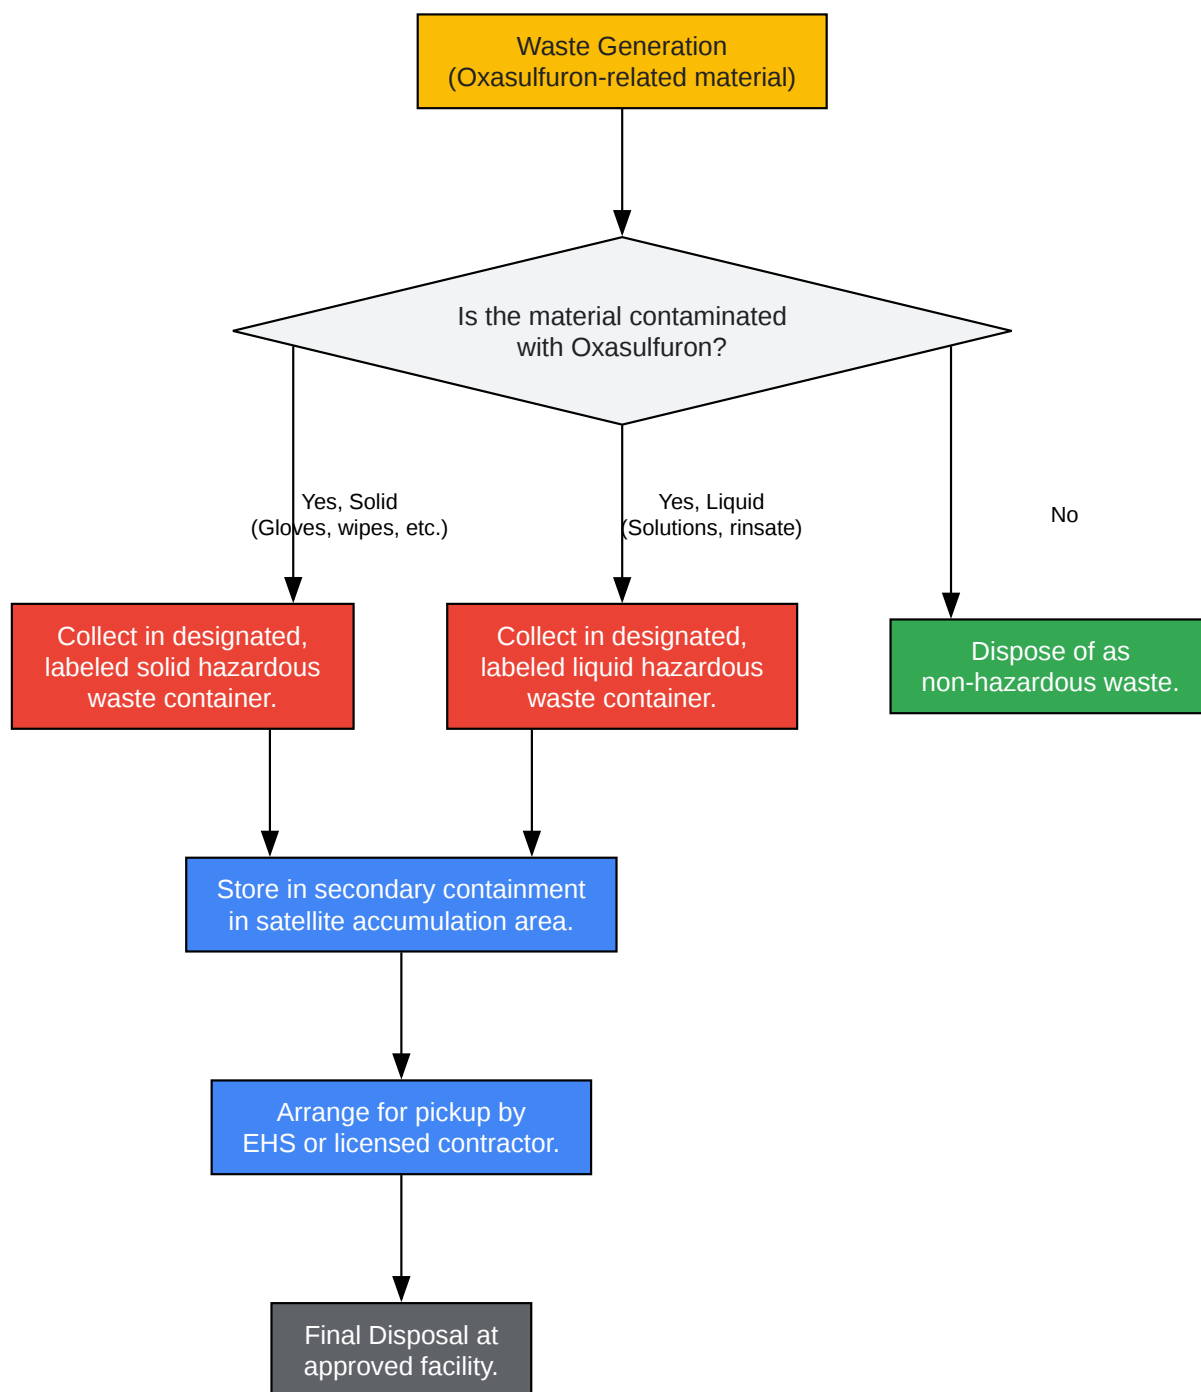 Waste Generation
(Oxasulfuron-related material)
Is the material contaminated
with Oxasulfuron?
Yes, Solid
(Gloves, wipes, etc.)
Yes, Liquid
(Solutions, rinsate)
No
Collect in designated,
labeled solid hazardous
waste container.
Collect in designated,
labeled liquid hazardous
waste container.
Dispose of as
non-hazardous waste.
Store in secondary containment
in satellite accumulation area.
Arrange for pickup by
EHS or licensed contractor.
Final Disposal at
approved facility.